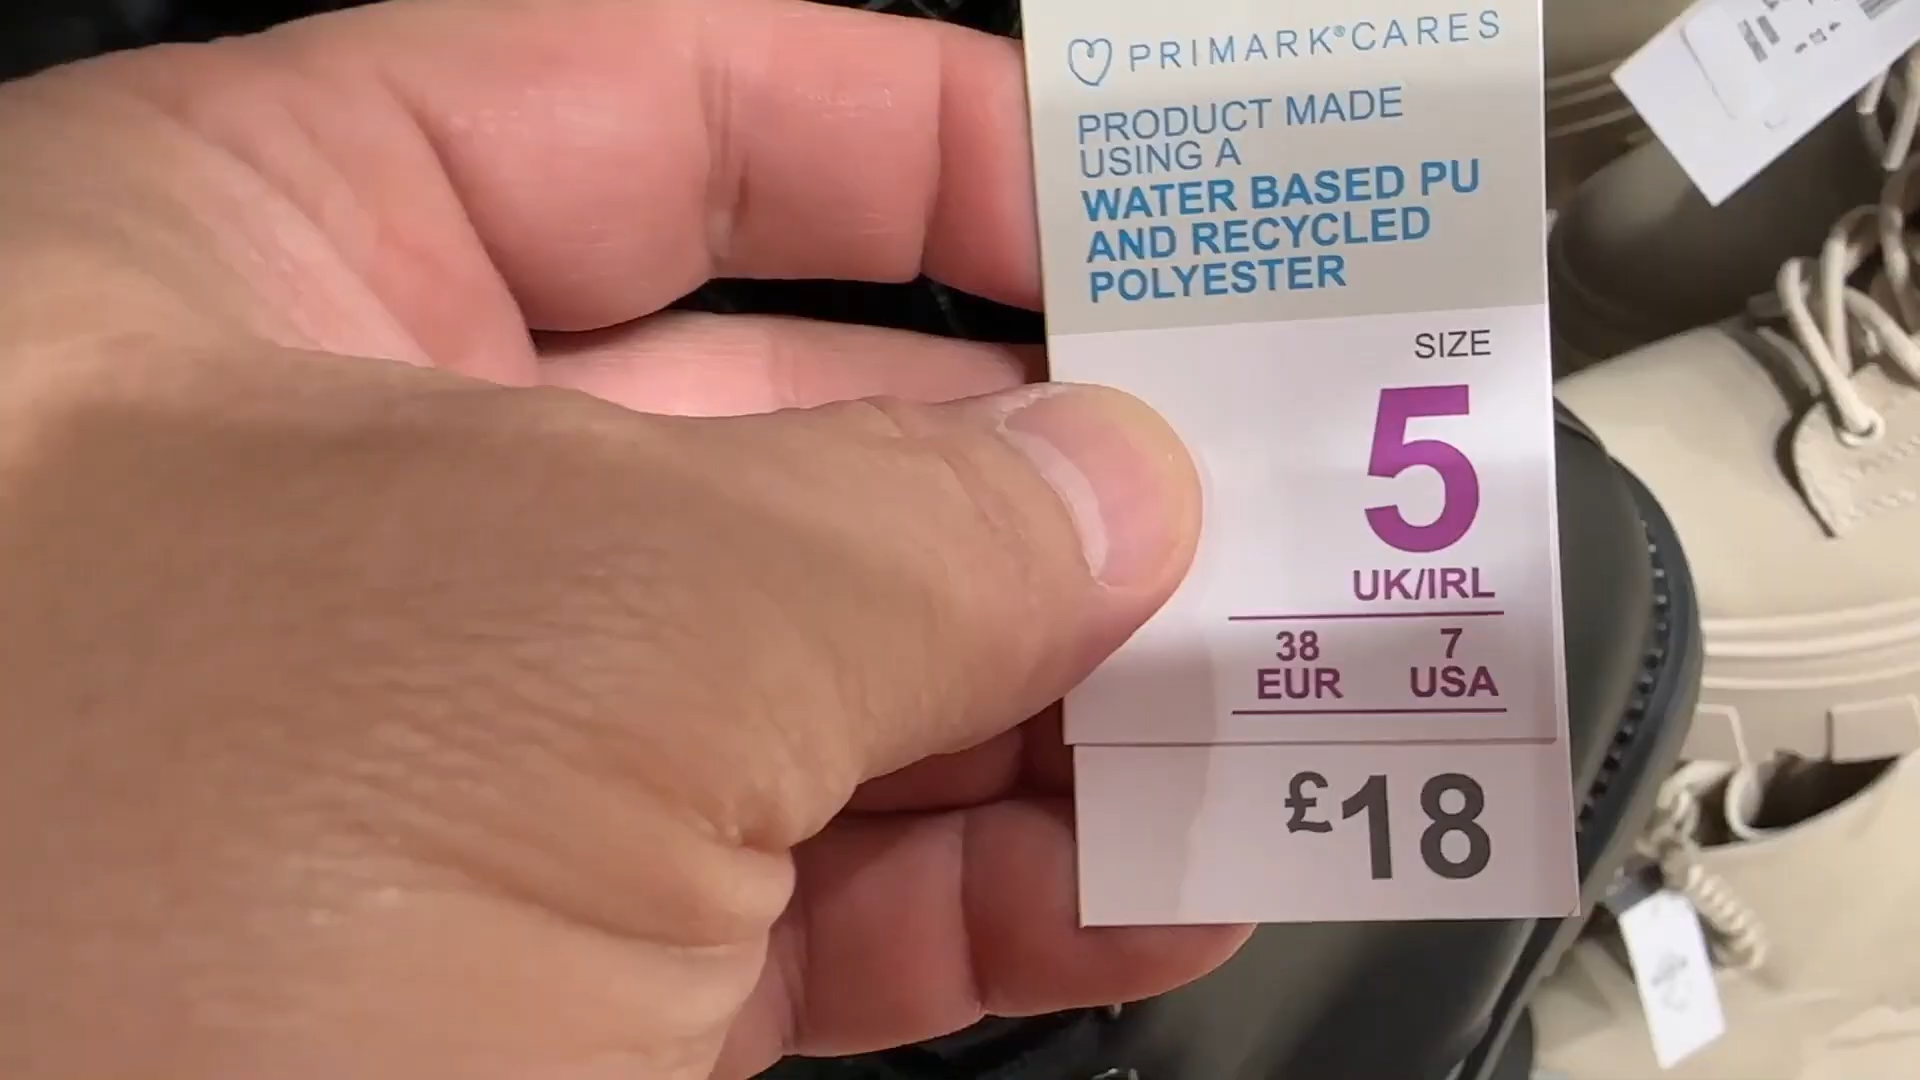 PRIMARK®CARES
PRODUCT MADE
USING A
WATER BASED PU
AND RECYCLED
POLYESTER
SIZE
5
UK/IRL
38 7
EUR USA
£18